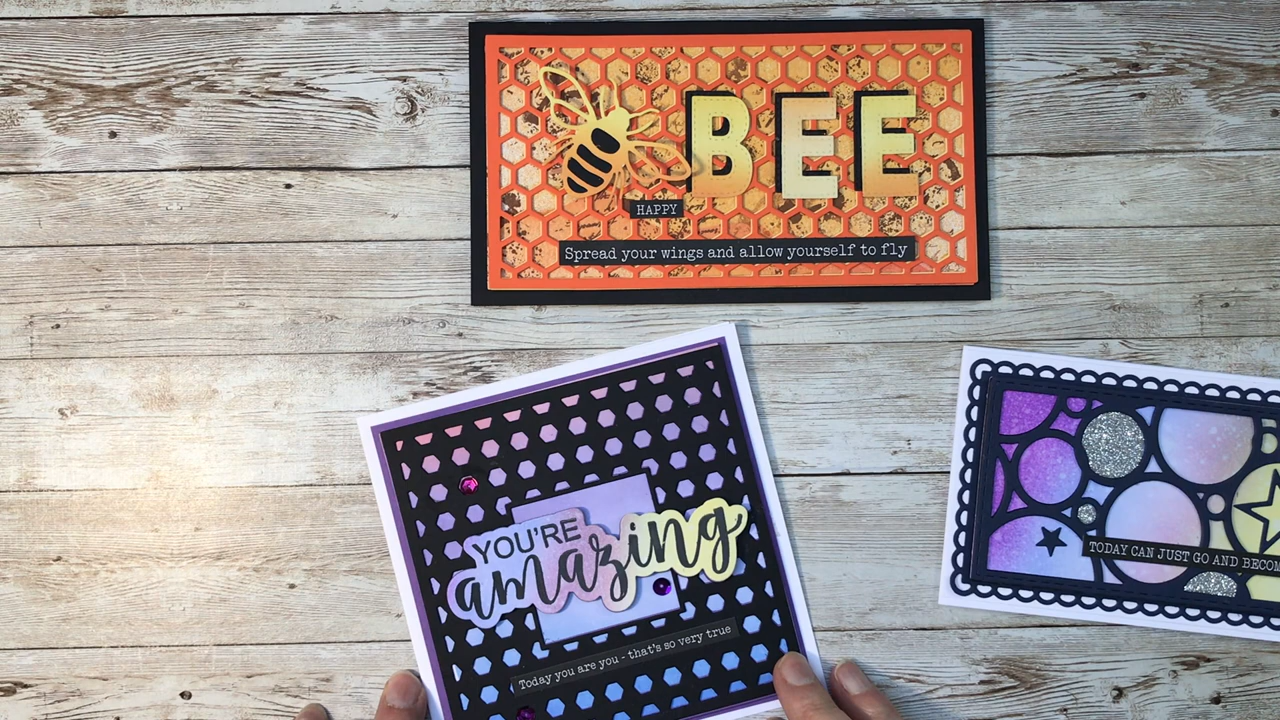 BEE
HAPPY
Spread your wings and allow yourself to fly
YOU'RE
amazing
Today you are you - that's so very true
TODAY CAN JUST GO AND BECOM